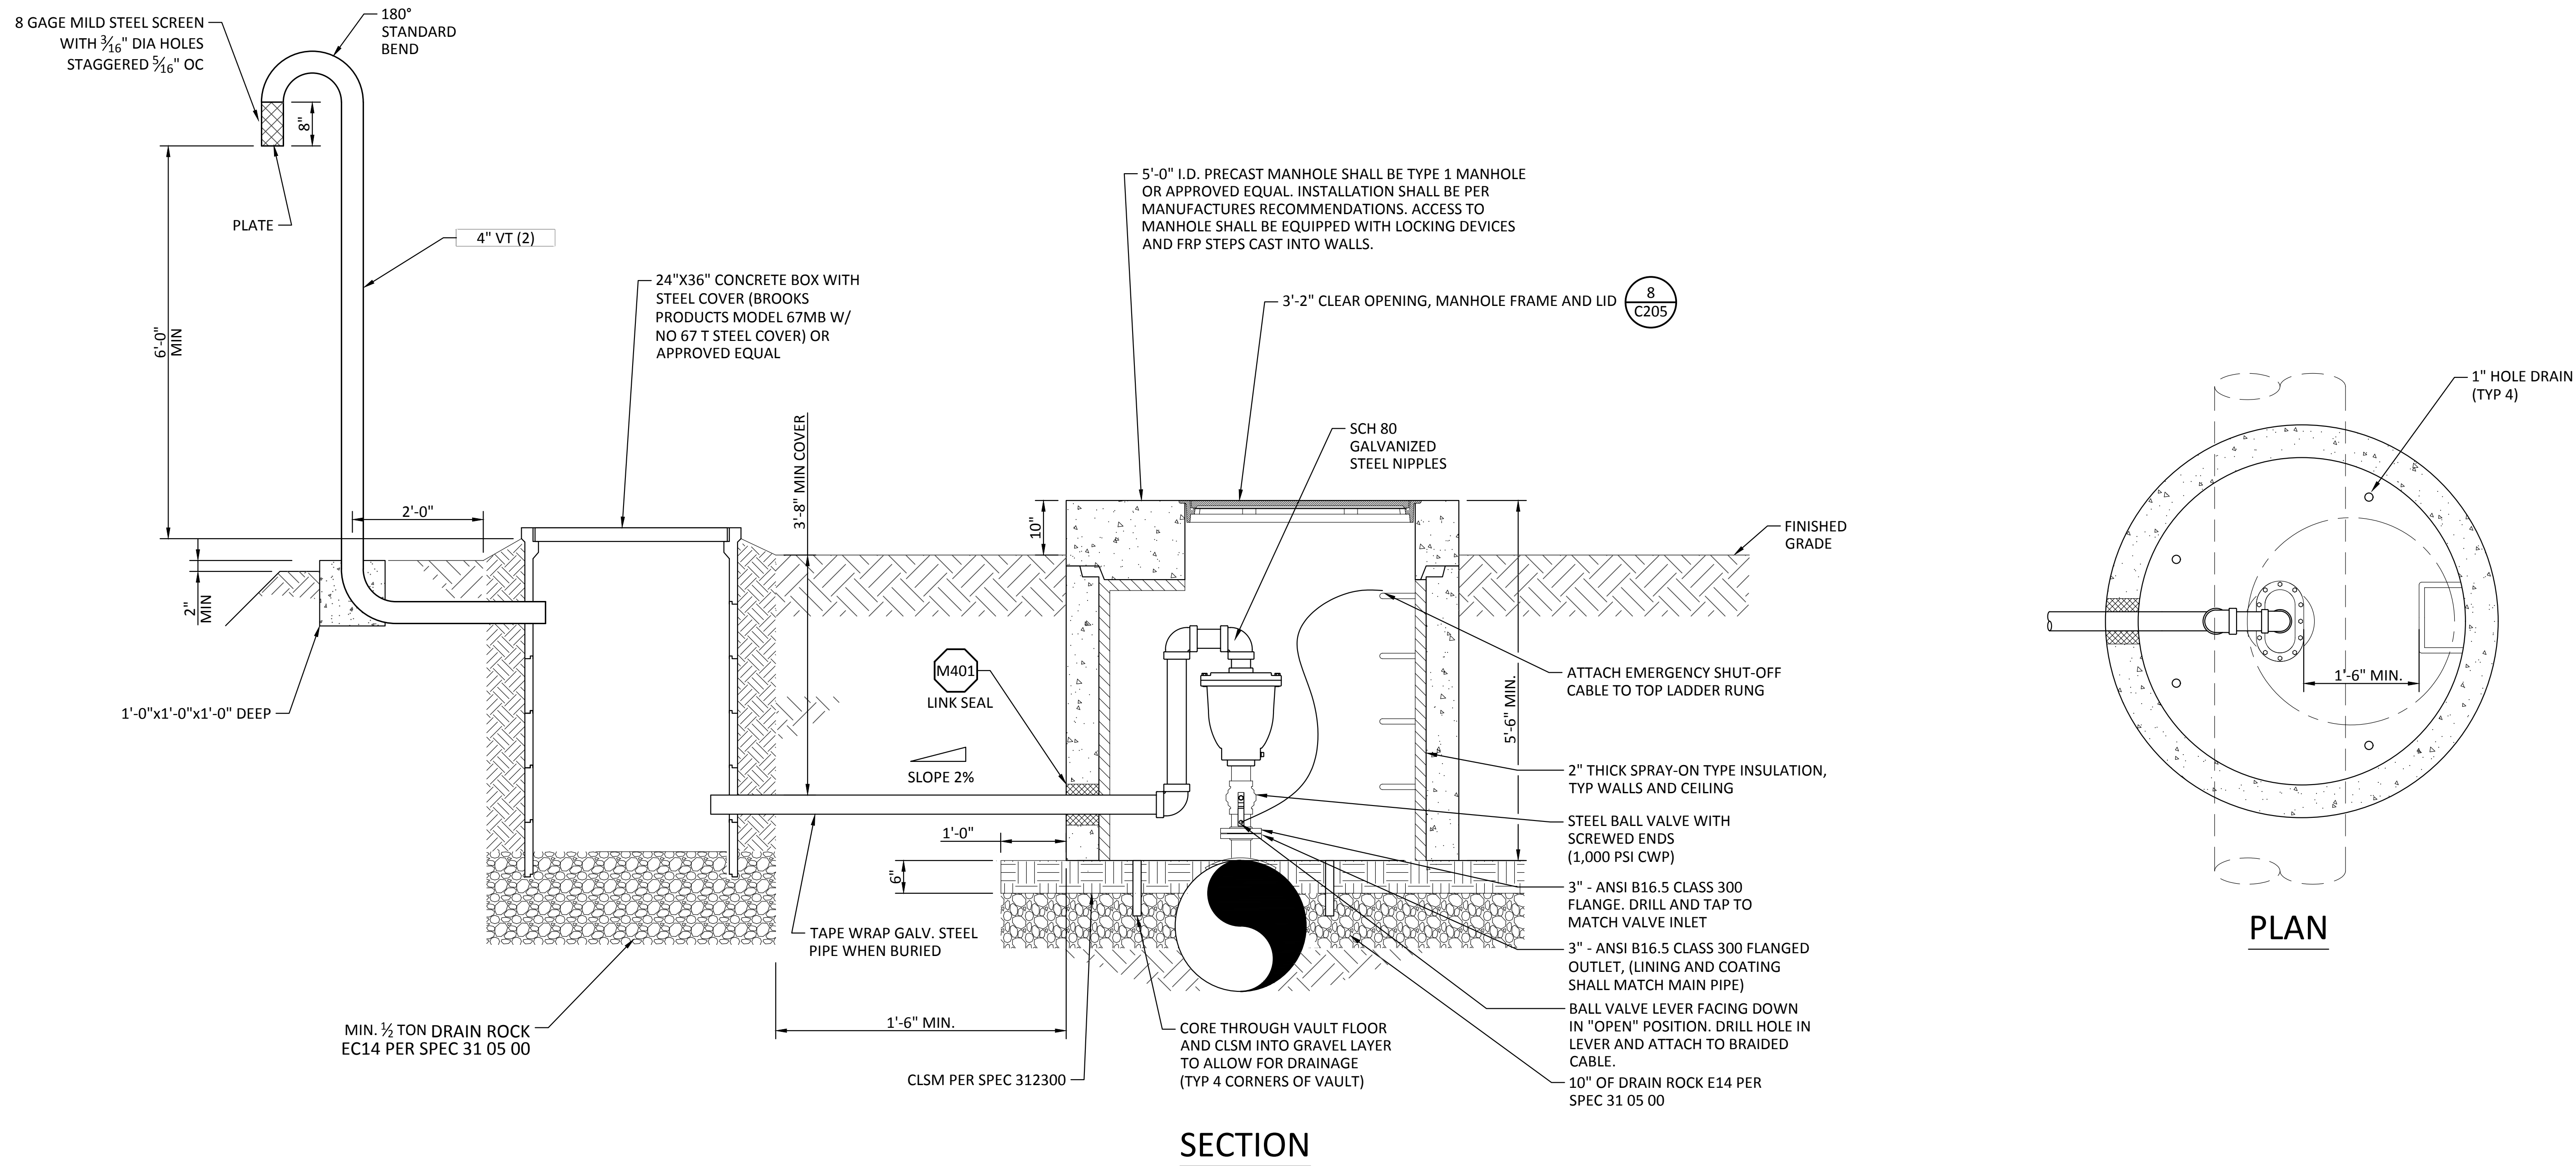 8 GAGE MILD STEEL SCREEN
WITH 3/16" DIA HOLES
STAGGERED 5/16" OC
180°
STANDARD
BEND
8"
6'-0"
MIN
PLATE
4" VT (2)
24"X36" CONCRETE BOX WITH
STEEL COVER (BROOKS
PRODUCTS MODEL 67MB W/
NO 67 T STEEL COVER) OR
APPROVED EQUAL
5'-0" I.D. PRECAST MANHOLE SHALL BE TYPE 1 MANHOLE
OR APPROVED EQUAL. INSTALLATION SHALL BE PER
MANUFACTURES RECOMMENDATIONS. ACCESS TO
MANHOLE SHALL BE EQUIPPED WITH LOCKING DEVICES
AND FRP STEPS CAST INTO WALLS.
3'-2" CLEAR OPENING, MANHOLE FRAME AND LID
8
C205
SCH 80
GALVANIZED
STEEL NIPPLES
3'-8" MIN COVER
2'-0"
10"
FINISHED
GRADE
2"
MIN
1'-0"x1'-0"x1'-0" DEEP
M401
LINK SEAL
SLOPE 2%
1'-0"
6"
5'-6" MIN.
ATTACH EMERGENCY SHUT-OFF
CABLE TO TOP LADDER RUNG
2" THICK SPRAY-ON TYPE INSULATION,
TYP WALLS AND CEILING
STEEL BALL VALVE WITH
SCREWED ENDS
(1,000 PSI CWP)
3" - ANSI B16.5 CLASS 300
FLANGE. DRILL AND TAP TO
MATCH VALVE INLET
3" - ANSI B16.5 CLASS 300 FLANGED
OUTLET, (LINING AND COATING
SHALL MATCH MAIN PIPE)
BALL VALVE LEVER FACING DOWN
IN "OPEN" POSITION. DRILL HOLE IN
LEVER AND ATTACH TO BRAIDED
CABLE.
10" OF DRAIN ROCK E14 PER
SPEC 31 05 00
TAPE WRAP GALV. STEEL
PIPE WHEN BURIED
MIN. 1/2 TON DRAIN ROCK
EC14 PER SPEC 31 05 00
1'-6" MIN.
CLSM PER SPEC 312300
CORE THROUGH VAULT FLOOR
AND CLSM INTO GRAVEL LAYER
TO ALLOW FOR DRAINAGE
(TYP 4 CORNERS OF VAULT)
SECTION
1" HOLE DRAIN
(TYP 4)
1'-6" MIN.
PLAN